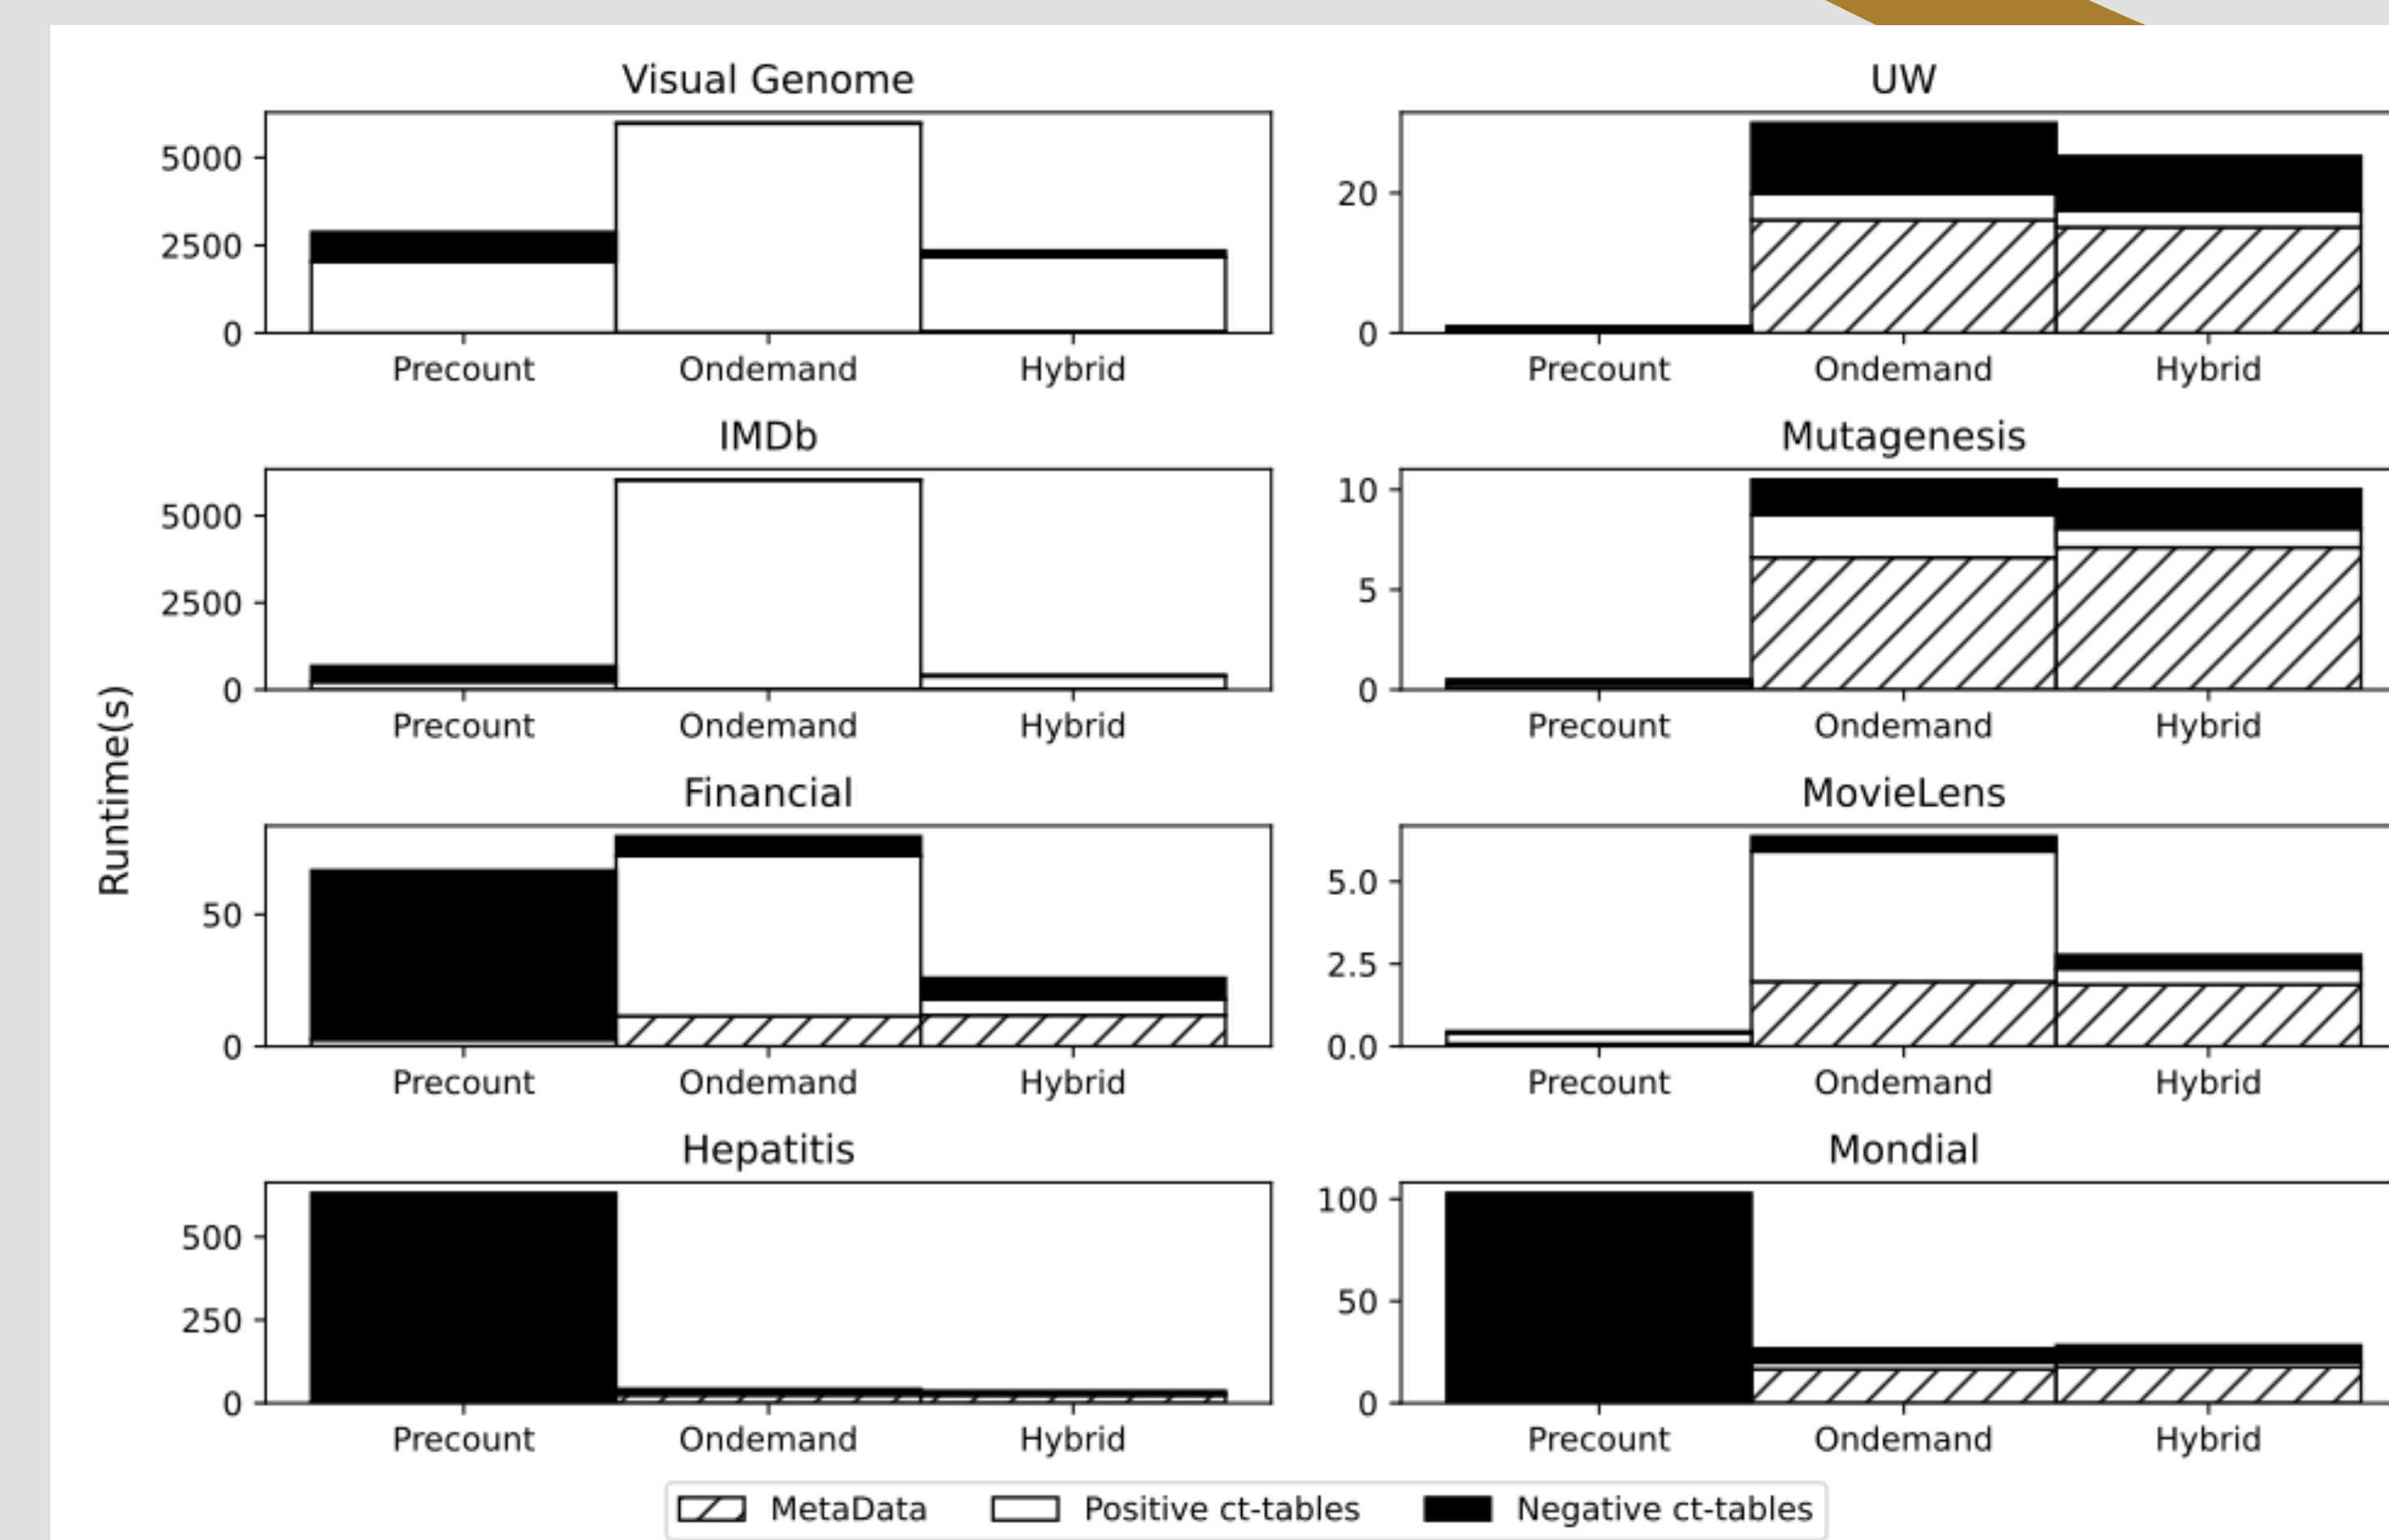 Visual Genome
5000
2500
0
Precount Ondemand Hybrid
UW
20
0
Precount Ondemand Hybrid
IMDb
5000
2500
0
Precount Ondemand Hybrid
Mutagenesis
10
5
0
Precount Ondemand Hybrid
Runtime(s)
Financial
50
0
Precount Ondemand Hybrid
MovieLens
5.0
2.5
0.0
Precount Ondemand Hybrid
Hepatitis
500
250
0
Precount Ondemand Hybrid
Mondial
100
50
0
Precount Ondemand Hybrid
MetaData Positive ct-tables Negative ct-tables